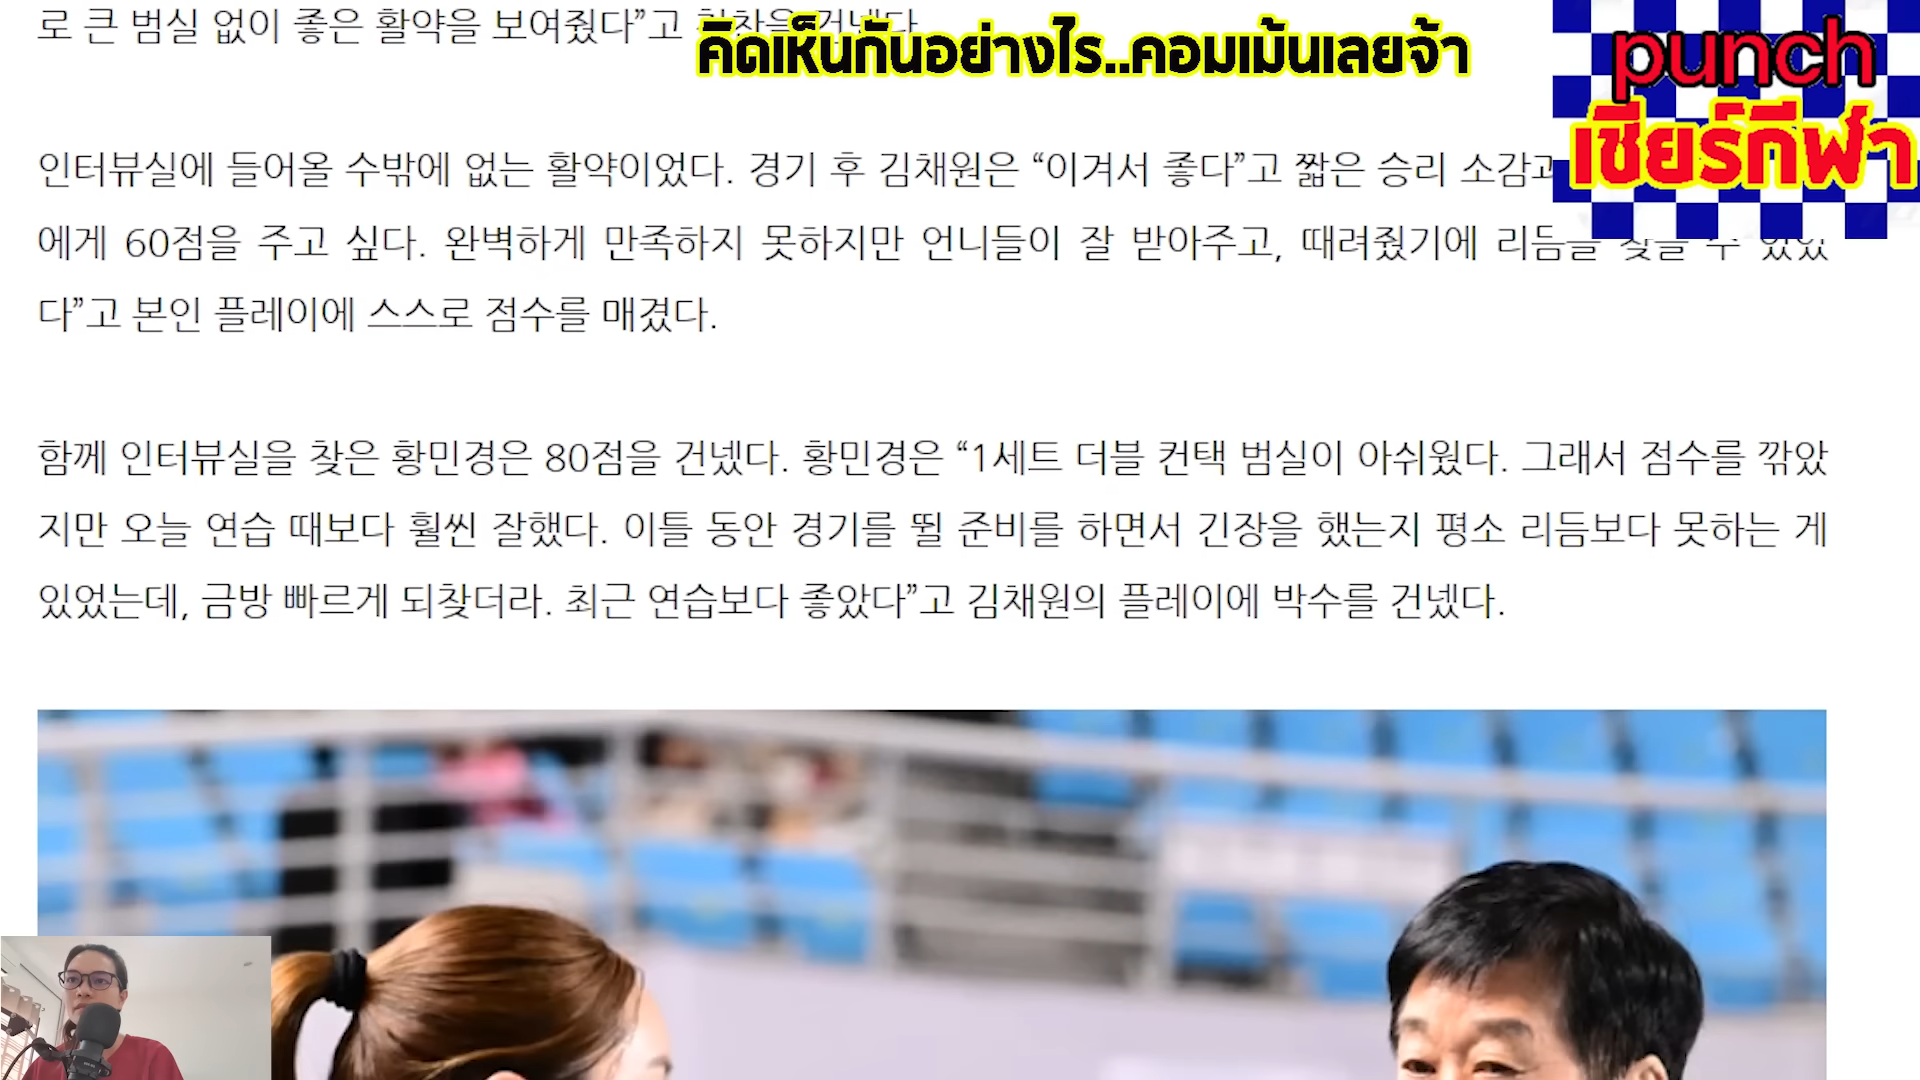 로 큰 범실 없이 좋은 활약을 보여줬다”고
คิดเห็นกันอย่างไร..คอมเม้นเลยจ้า
punch
เชียร์กีฬา
인터뷰실에 들어올 수밖에 없는 활약이었다. 경기 후 김채원은 “이겨서 좋다”고 짧은 승리 소감과
에게 60점을 주고 싶다. 완벽하게 만족하지 못하지만 언니들이 잘 받아주고, 때려줬기에 리듬을 찾을 수 있었
다”고 본인 플레이에 스스로 점수를 매겼다.
함께 인터뷰실을 찾은 황민경은 80점을 건넸다. 황민경은 “1세트 더블 컨택 범실이 아쉬웠다. 그래서 점수를 깎았
지만 오늘 연습 때보다 훨씬 잘했다. 이틀 동안 경기를 뛸 준비를 하면서 긴장을 했는지 평소 리듬보다 못하는 게
있었는데, 금방 빠르게 되찾더라. 최근 연습보다 좋았다”고 김채원의 플레이에 박수를 건넸다.